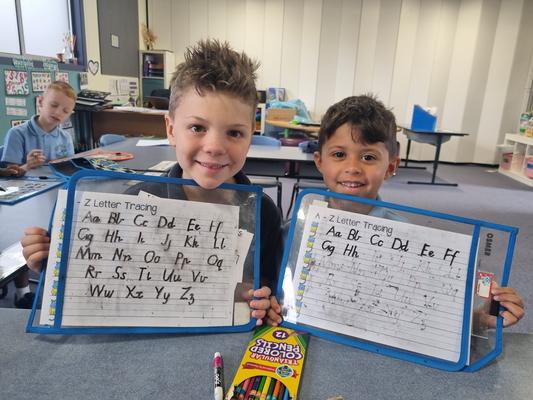 - Z Letter Tracing
Aa Bb Cc Dd Ee Ff
Gg Hh Ii Jj Kk Ll
Mm Nn Oo Pp Qq
Rr Ss Tt Uu Vv
Ww Xx Yy Zz
A - Z Letter Tracing
Aa Bb Cc Dd Ee Ff
Gg Hh
12
TRIANGULAR
COLORED
PENCILS